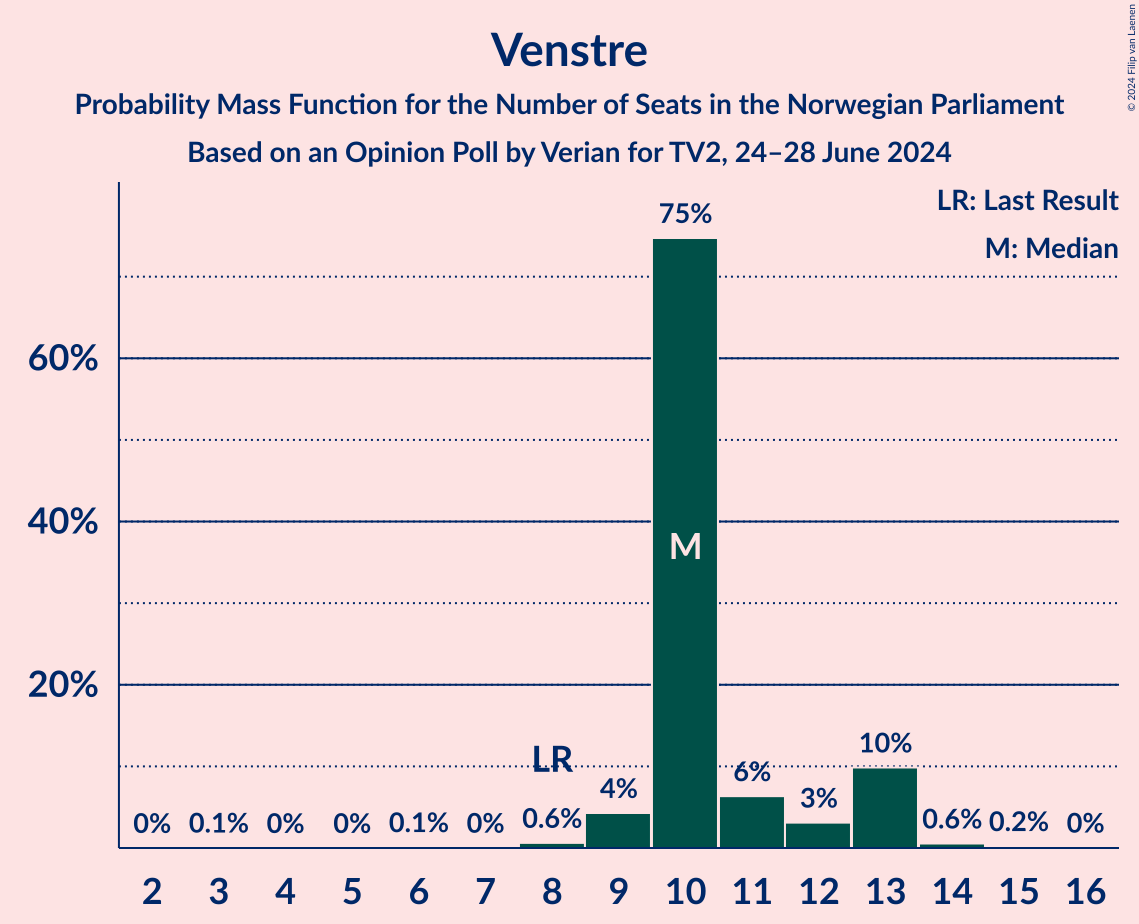 Venstre
Probability Mass Function for the Number of Seats in the Norwegian Parliament
Based on an Opinion Poll by Verian for TV2, 24–28 June 2024
© 2024 Filip van Laenen
LR: Last Result
M: Median
60%
40%
20%
0% 0.1% 0% 0% 0.1% 0% 0.6% 4% 75% 6% 3% 10% 0.6% 0.2% 0%
LR
M
2 3 4 5 6 7 8 9 10 11 12 13 14 15 16